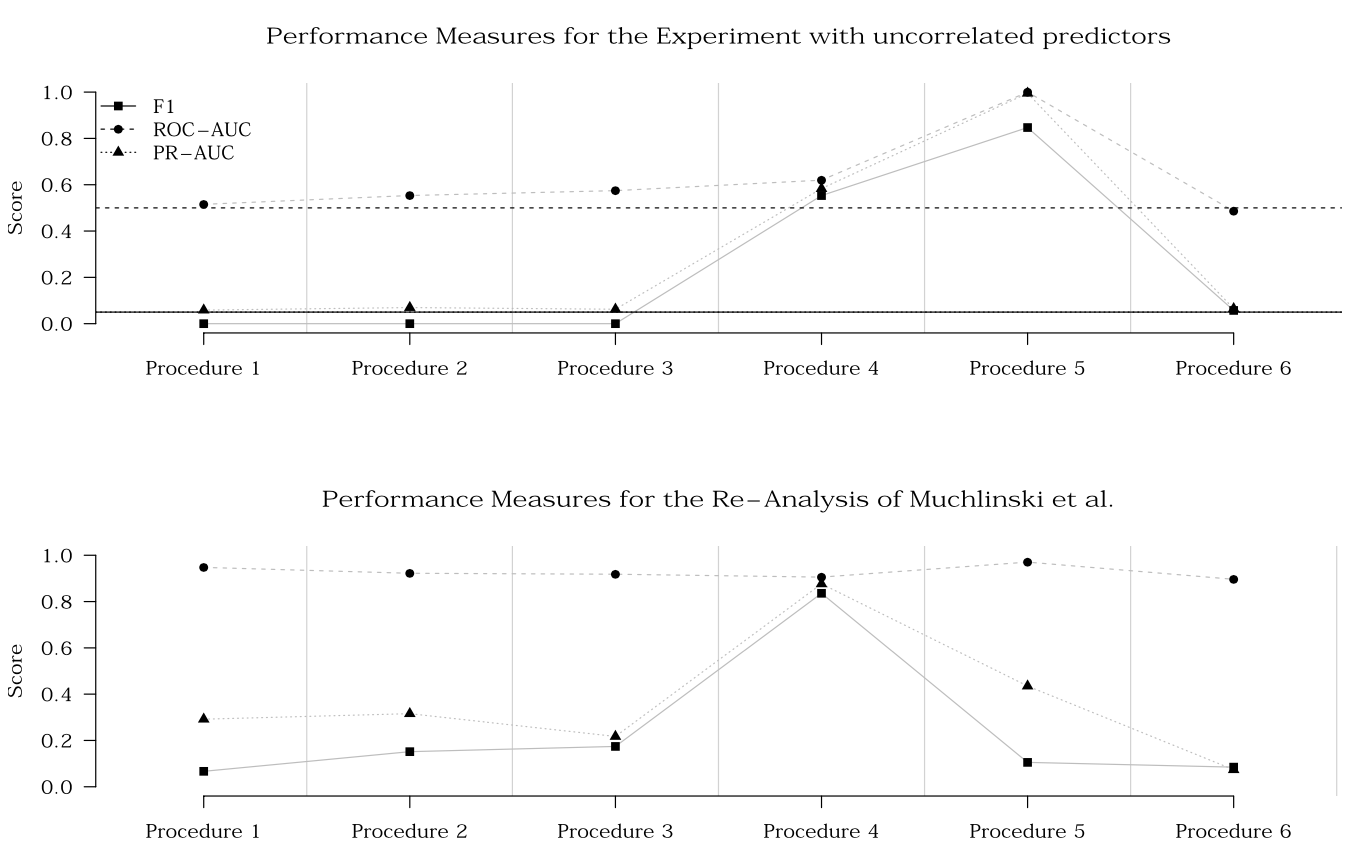 Performance Measures for the Experiment with uncorrelated predictors
Score
1.0
0.8
0.6
0.4
0.2
0.0
F1
ROC−AUC
PR−AUC
Procedure 1 Procedure 2 Procedure 3 Procedure 4 Procedure 5 Procedure 6
Performance Measures for the Re−Analysis of Muchlinski et al.
Score
1.0
0.8
0.6
0.4
0.2
0.0
Procedure 1 Procedure 2 Procedure 3 Procedure 4 Procedure 5 Procedure 6